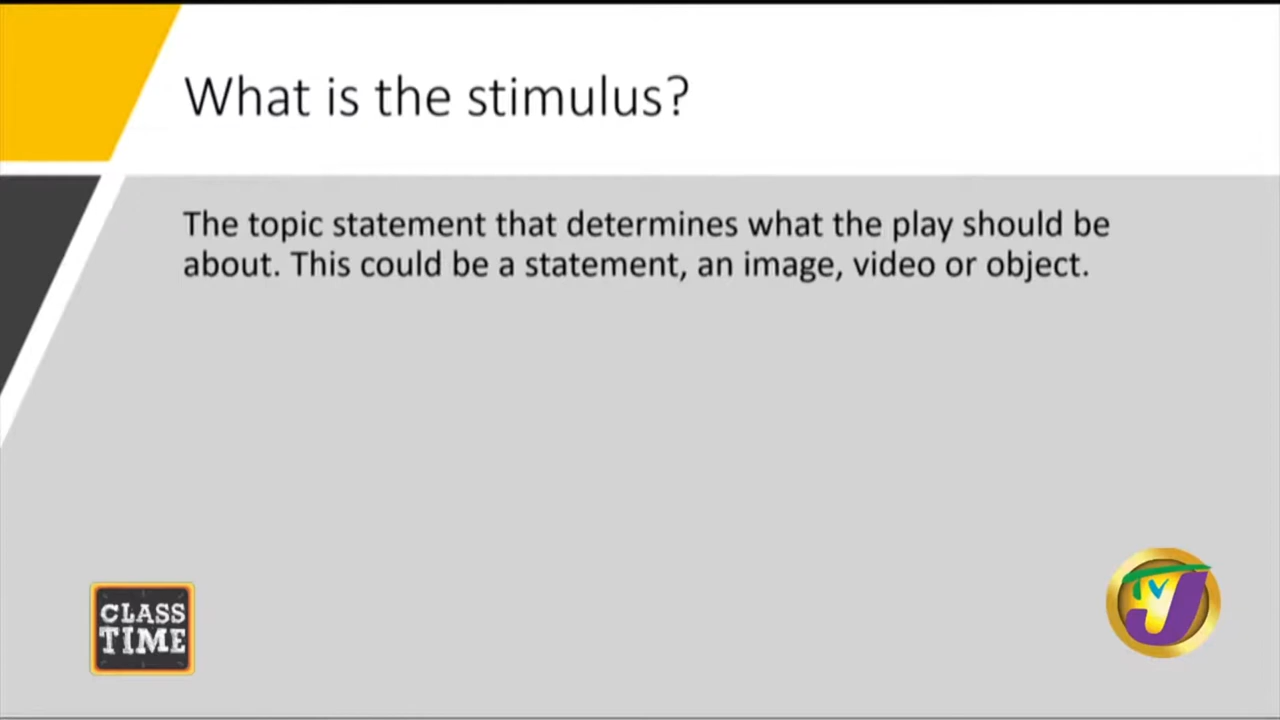 What is the stimulus?
The topic statement that determines what the play should be
about. This could be a statement, an image, video or object.
CLASS
TIME
TVJ